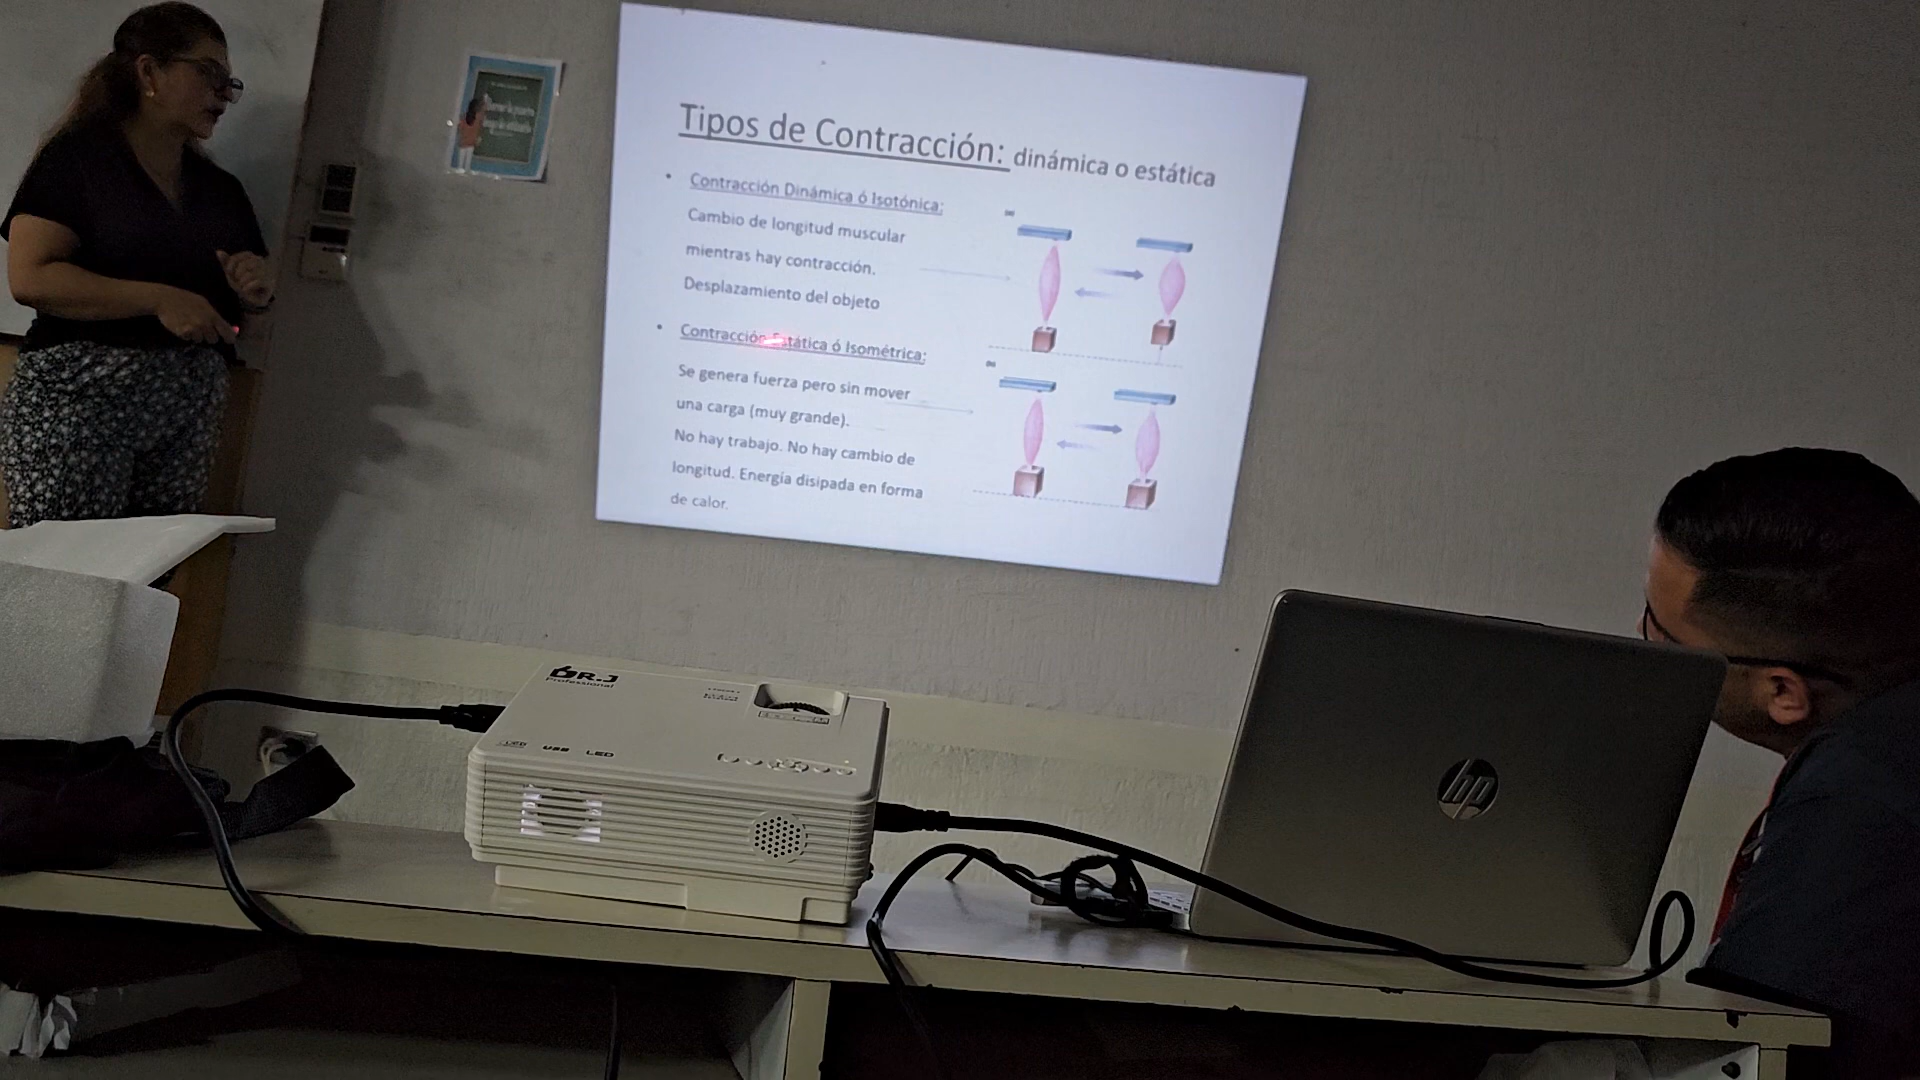 Tipos de Contracción: dinámica o estática
• Contracción Dinámica ó Isotónica:
Cambio de longitud muscular
mientras hay contracción.
Desplazamiento del objeto
• Contracción Estática ó Isométrica:
Se genera fuerza pero sin mover
una carga (muy grande).
No hay trabajo. No hay cambio de
longitud. Energía disipada en forma
de calor.
DR.J
Professional
USB
LED
hp